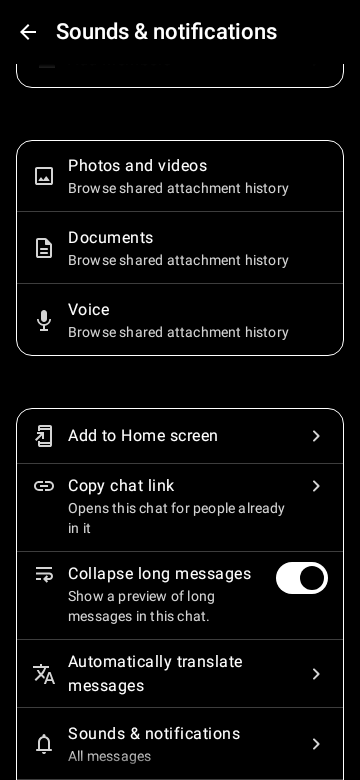 Sounds & notifications
Photos and videos
Browse shared attachment history
Documents
Browse shared attachment history
Voice
Browse shared attachment history
Add to Home screen
Copy chat link
Opens this chat for people already
in it
Collapse long messages
Show a preview of long
messages in this chat.
Automatically translate
messages
Sounds & notifications
All messages